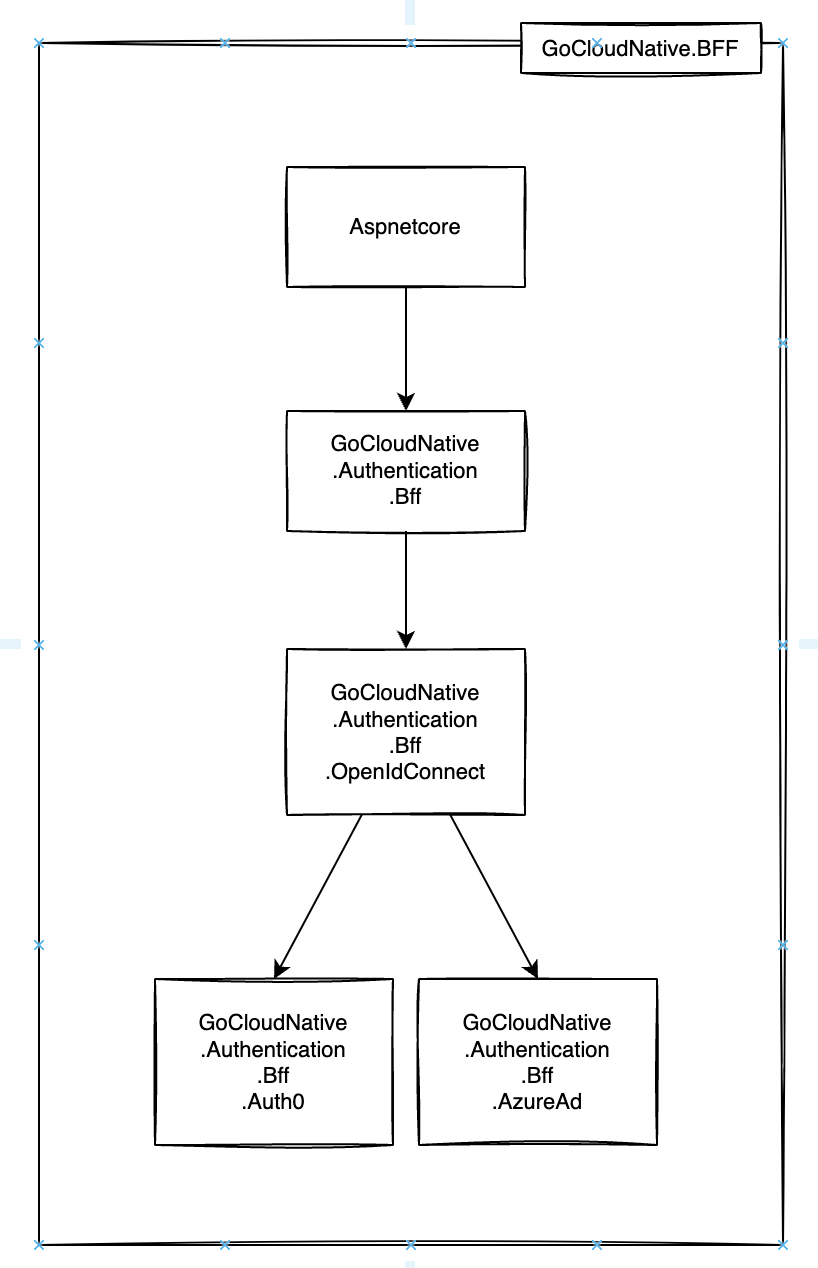 GoCloudNative.BFF
Aspnetcore
GoCloudNative
.Authentication
.Bff
GoCloudNative
.Authentication
.Bff
.OpenIdConnect
GoCloudNative
.Authentication
.Bff
.Auth0
GoCloudNative
.Authentication
.Bff
.AzureAd